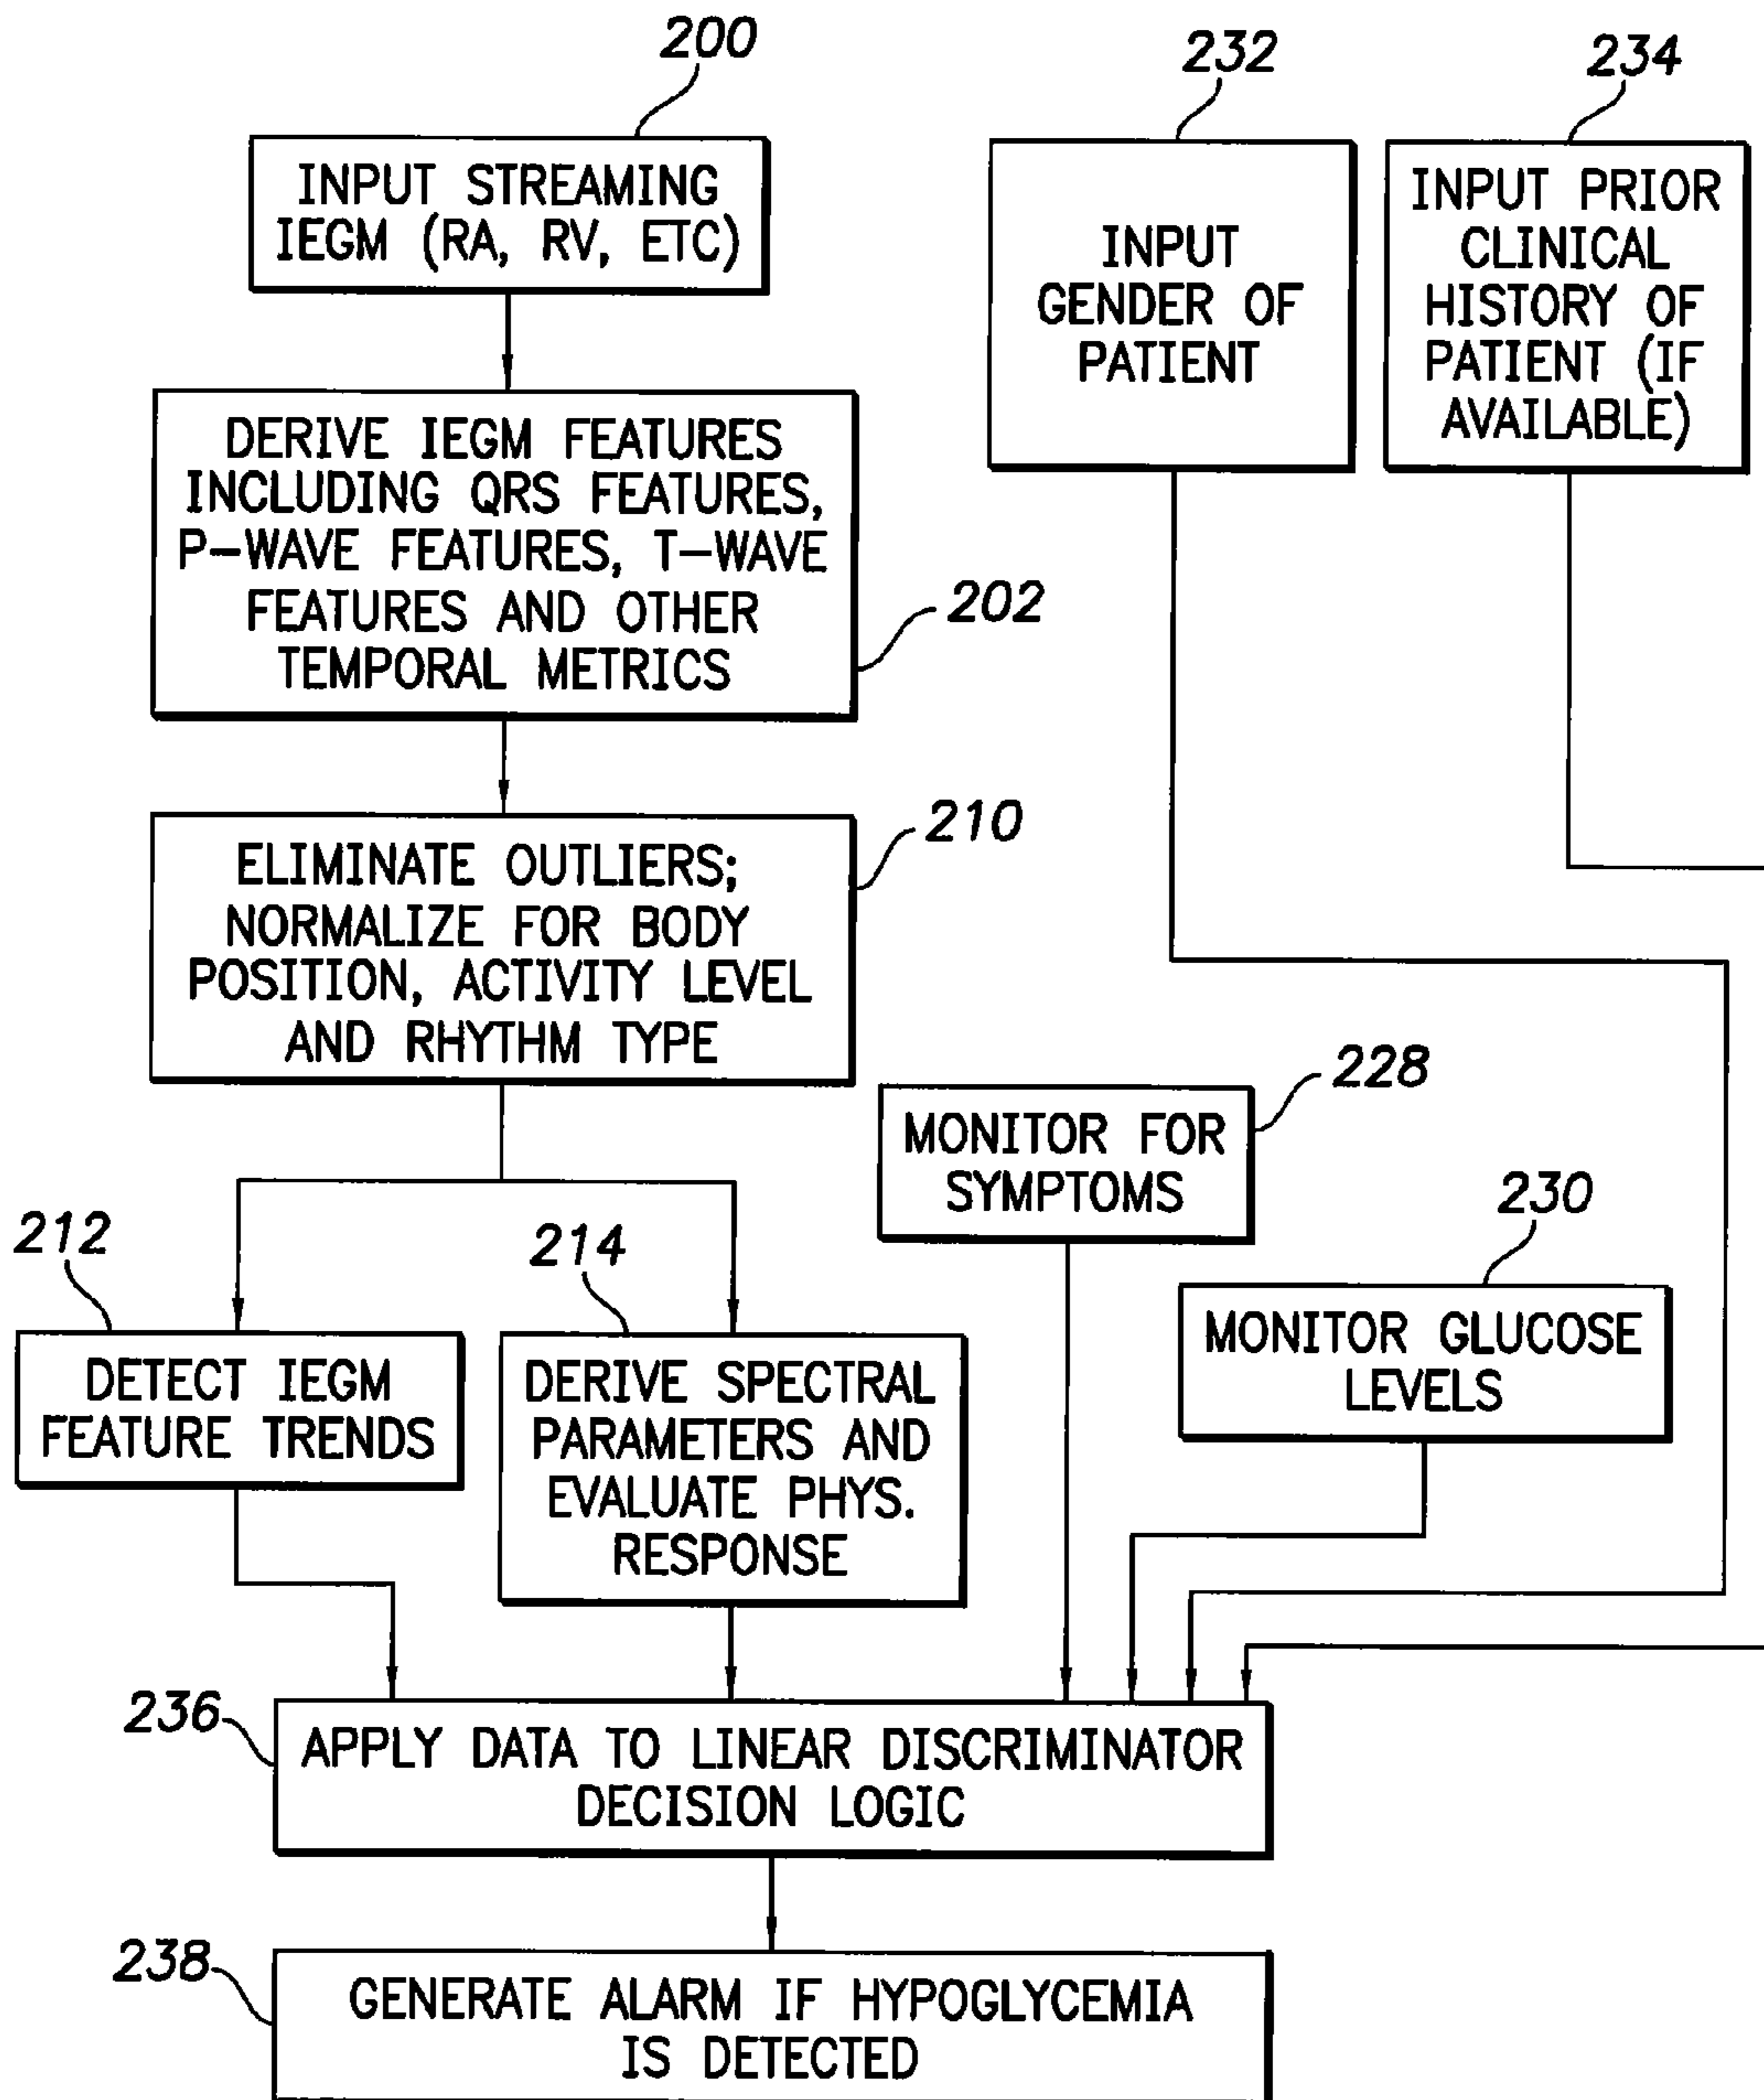 200
INPUT STREAMING
IEGM (RA, RV, ETC)
232
INPUT
GENDER OF
PATIENT
234
INPUT PRIOR
CLINICAL
HISTORY OF
PATIENT (IF
AVAILABLE)
DERIVE IEGM FEATURES
INCLUDING QRS FEATURES,
P-WAVE FEATURES, T-WAVE
FEATURES AND OTHER
TEMPORAL METRICS
202
210
ELIMINATE OUTLIERS;
NORMALIZE FOR BODY
POSITION, ACTIVITY LEVEL
AND RHYTHM TYPE
228
MONITOR FOR
SYMPTOMS
230
MONITOR GLUCOSE
LEVELS
212
DETECT IEGM
FEATURE TRENDS
214
DERIVE SPECTRAL
PARAMETERS AND
EVALUATE PHYS.
RESPONSE
236
APPLY DATA TO LINEAR DISCRIMINATOR
DECISION LOGIC
238
GENERATE ALARM IF HYPOGLYCEMIA
IS DETECTED